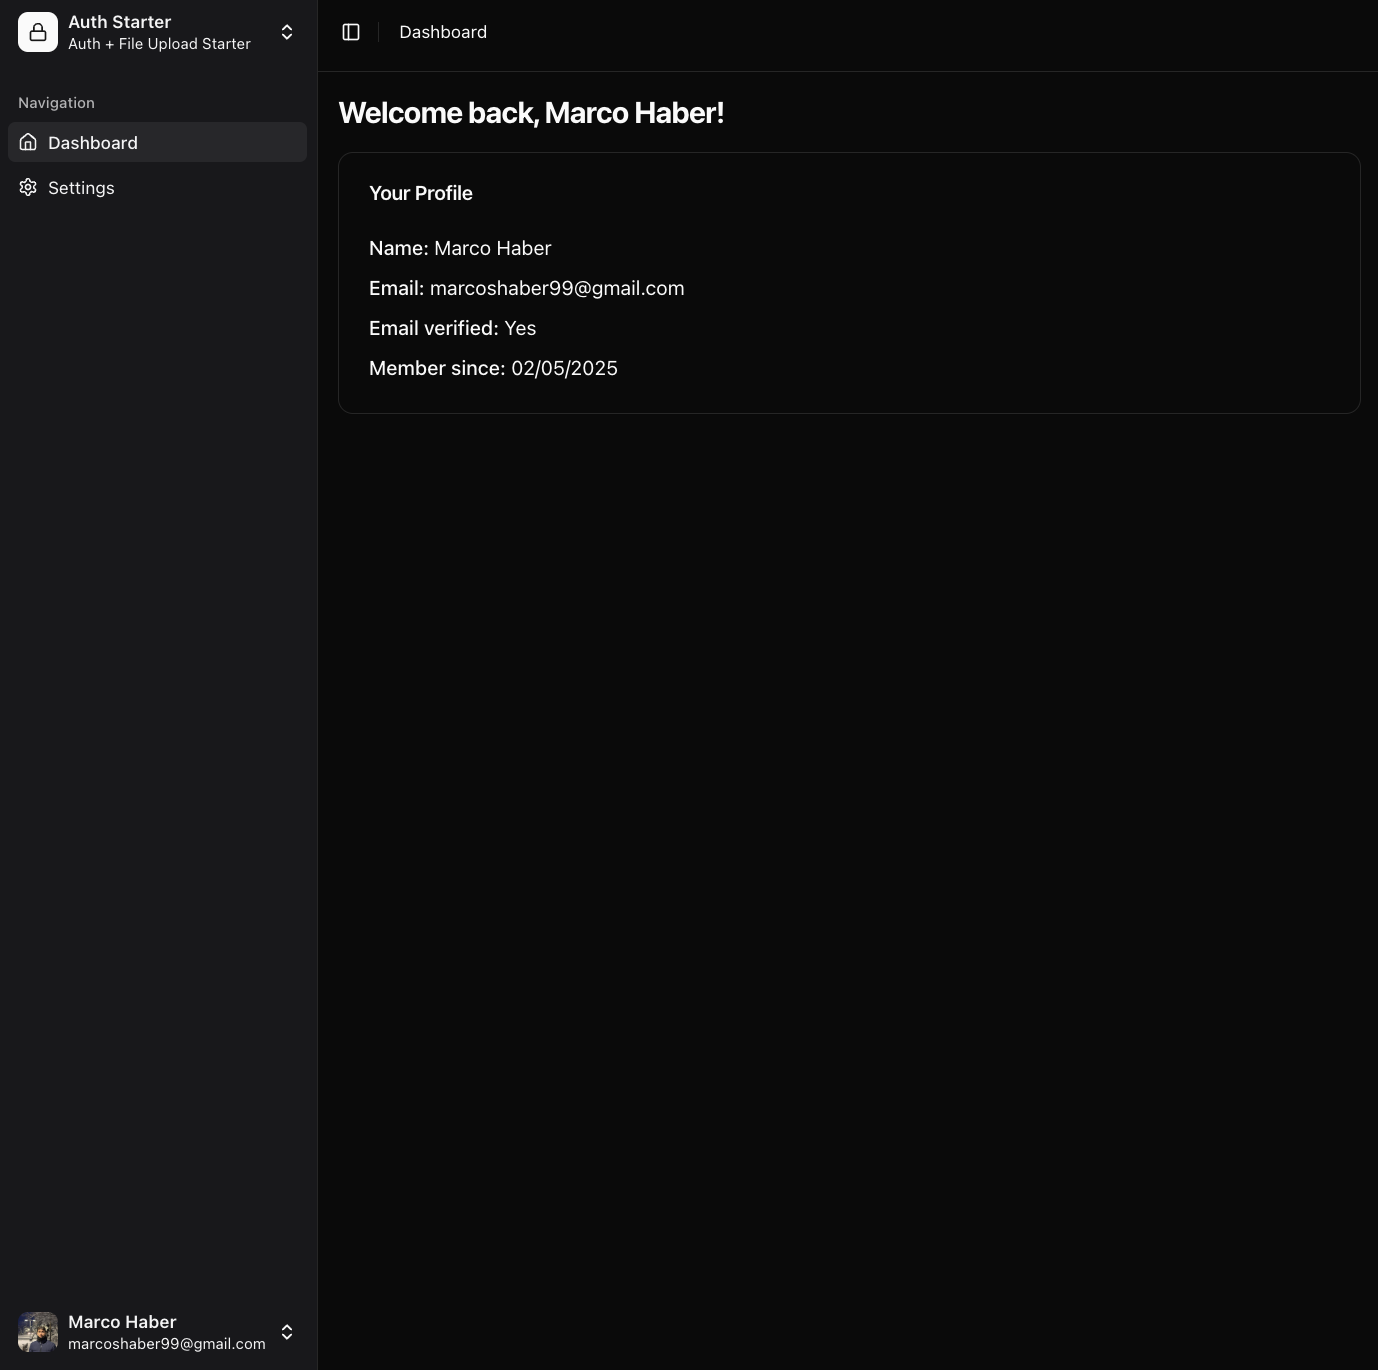 Auth Starter
Auth + File Upload Starter
Navigation
Dashboard
Settings
Marco Haber
marcoshaber99@gmail.com
Dashboard
Welcome back, Marco Haber!
Your Profile
Name: Marco Haber
Email: marcoshaber99@gmail.com
Email verified: Yes
Member since: 02/05/2025